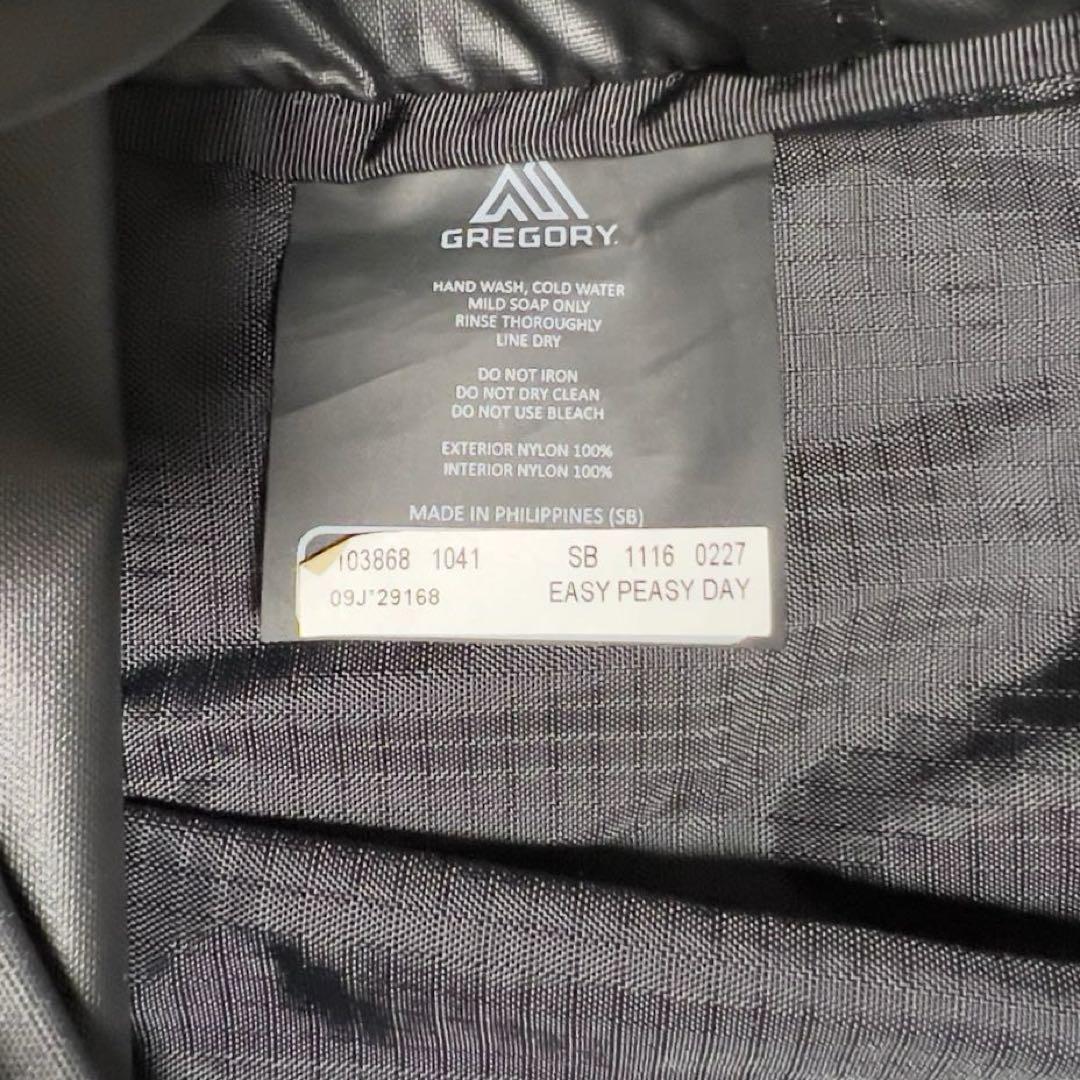 GREGORY.
HAND WASH, COLD WATER
MILD SOAP ONLY
RINSE THOROUGHLY
LINE DRY
DO NOT IRON
DO NOT DRY CLEAN
DO NOT USE BLEACH
EXTERIOR NYLON 100%
INTERIOR NYLON 100%
MADE IN PHILIPPINES (SB)
103868 1041 SB 1116 0227
09J*29168 EASY PEASY DAY